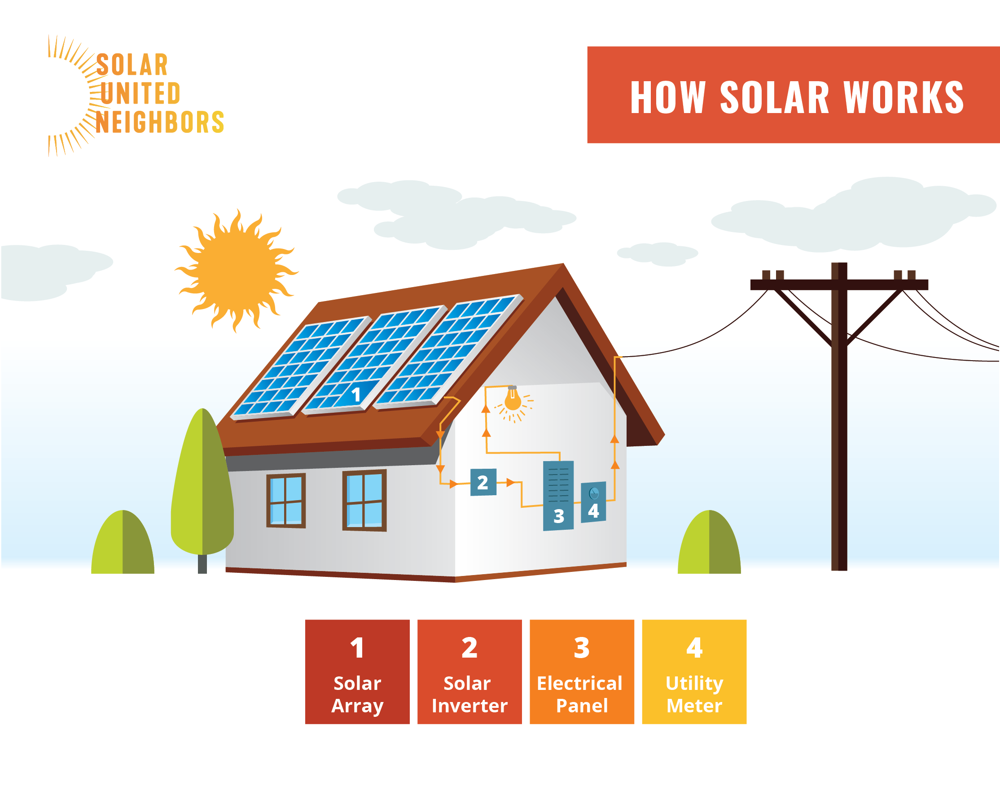 SOLAR
UNITED
NEIGHBORS
HOW SOLAR WORKS
1
2
3
4
1
Solar
Array
2
Solar
Inverter
3
Electrical
Panel
4
Utility
Meter